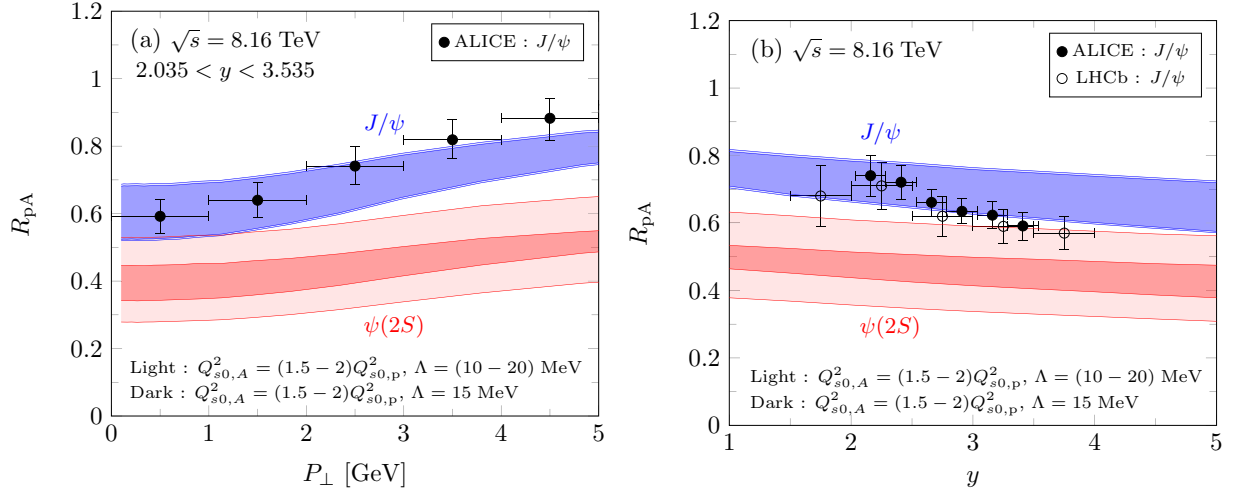 (a) √s = 8.16 TeV
2.035 < y < 3.535
ALICE : J/ψ
J/ψ
ψ(2S)
Light : Q²s0,A = (1.5 − 2)Q²s0,p, Λ = (10 − 20) MeV
Dark : Q²s0,A = (1.5 − 2)Q²s0,p, Λ = 15 MeV
RpA
1.2
1
0.8
0.6
0.4
0.2
0
0 1 2 3 4 5
P⊥ [GeV]
(b) √s = 8.16 TeV
ALICE : J/ψ
LHCb : J/ψ
J/ψ
ψ(2S)
Light : Q²s0,A = (1.5 − 2)Q²s0,p, Λ = (10 − 20) MeV
Dark : Q²s0,A = (1.5 − 2)Q²s0,p, Λ = 15 MeV
RpA
1.2
1
0.8
0.6
0.4
0.2
0
1 2 3 4 5
y